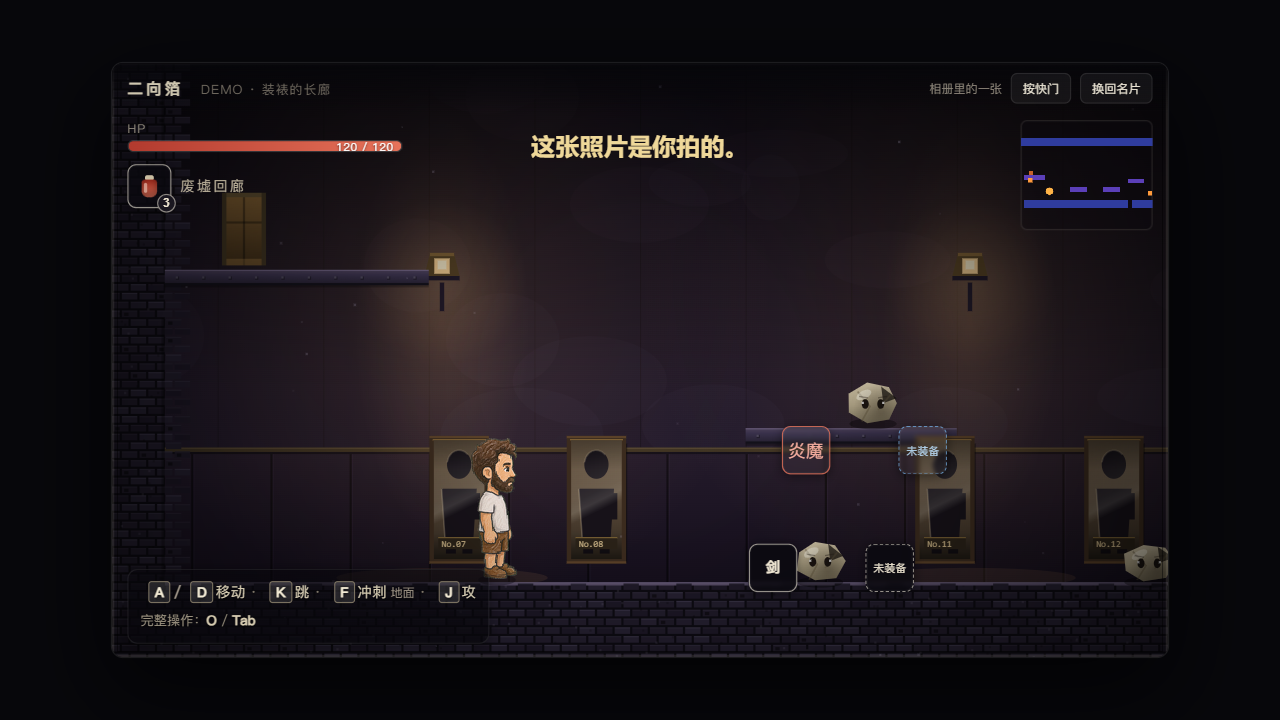 二向箔 DEMO · 装裱的长廊
相册里的一张 按快门 换回名片
HP
120 / 120
这张照片是你拍的。
3 废墟回廊
炎魔 未装备
No.07 No.08 No.11 No.12
剑 未装备
A / D 移动 · K 跳 · F 冲刺 地面 · J 攻
完整操作: O / Tab